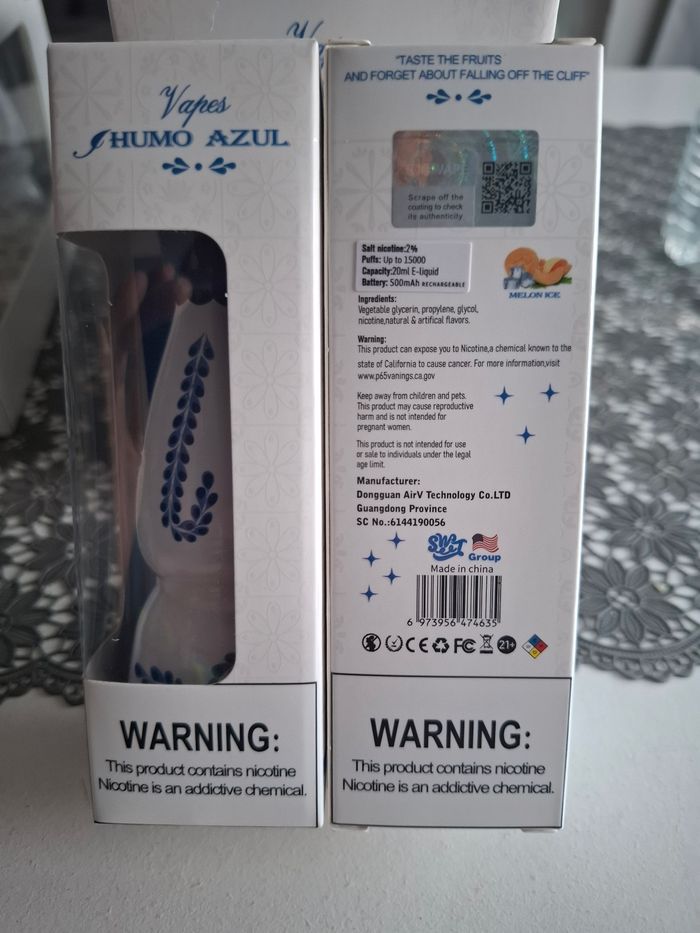 Vapes
HUMO AZUL
WARNING:
This product contains nicotine
Nicotine is an addictive chemical.
"TASTE THE FRUITS
AND FORGET ABOUT FALLING OFF THE CLIFF"
Scrape off the
coating to check
its authenticity
Salt nicotine:2%
Puffs: Up to 15000
Capacity:20ml E-liquid
Battery: 500mAh RECHARGEABLE
MELON ICE
Ingredients:
Vegetable glycerin, propylene, glycol,
nicotine,natural & artifical flavors.
Warning:
This product can expose you to Nicotine,a chemical known to the
state of California to cause cancer. For more information,visit
www.p65vanings.ca.gov
Keep away from children and pets.
This product may cause reproductive
harm and is not intended for
pregnant women.
This product is not intended for use
or sale to individuals under the legal
age limit.
Manufacturer:
Dongguan AirV Technology Co.LTD
Guangdong Province
SC No.:6144190056
SWEET
Group
Made in china
6 973956 474635
CE FC 21+
WARNING:
This product contains nicotine
Nicotine is an addictive chemical.